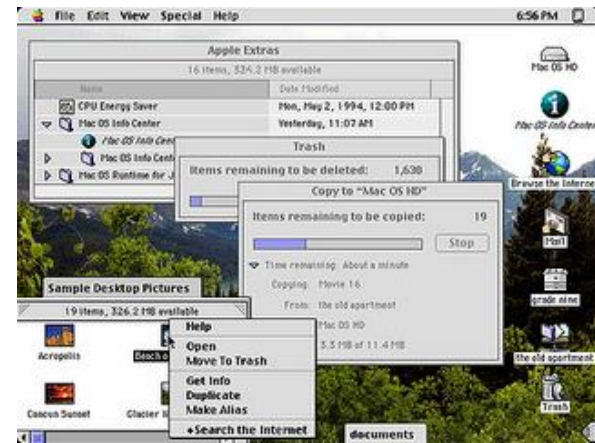 File Edit View Special Help 6:56 PM
Apple Extras
16 items, 324.2 MB available
Name Date Modified
CPU Energy Saver Mon, May 2, 1994, 12:00 PM
Mac OS Info Center Yesterday, 11:07 AM
Mac OS Info Cent
Mac OS Info Cent
Mac OS Runtime for J
Trash
Items remaining to be deleted: 1,630
Copy to “Mac OS HD”
Items remaining to be copied: 19
Stop
Time remaining: About a minute
Copying: Movie 16
From: the old apartment
Mac OS HD
3.3 MB of 11.4 MB
Sample Desktop Pictures
19 items, 326.2 MB available
Acropolis
Beach
Cancun Sunset
Glacier
Help
Open
Move To Trash
Get Info
Duplicate
Make Alias
Search the Internet
documents
Mac OS HD
Mac OS Info Center
Browse the Interne
Mail
grade nine
the old apartment
Trash